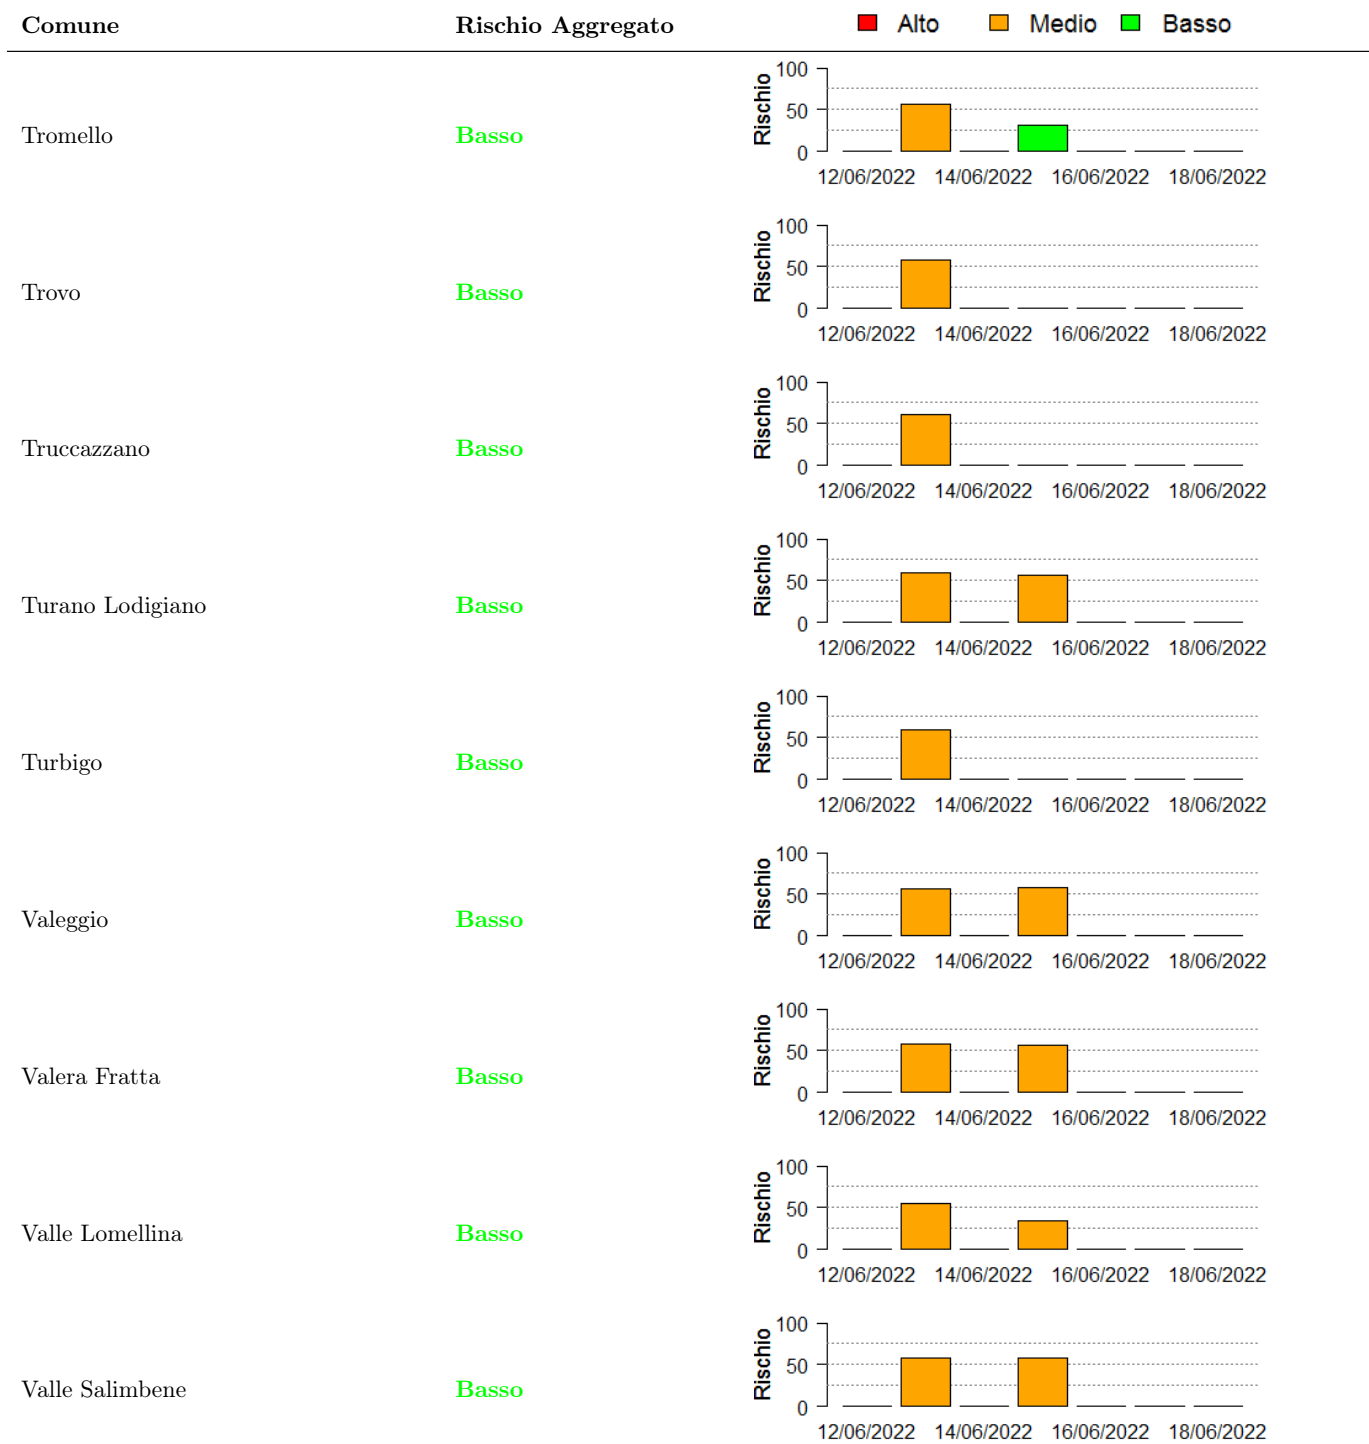 Comune Rischio Aggregato Alto Medio Basso
100
50
0
Rischio
Tromello Basso
12/06/2022 14/06/2022 16/06/2022 18/06/2022
100
50
0
Rischio
Trovo Basso
12/06/2022 14/06/2022 16/06/2022 18/06/2022
100
50
0
Rischio
Truccazzano Basso
12/06/2022 14/06/2022 16/06/2022 18/06/2022
100
50
0
Rischio
Turano Lodigiano Basso
12/06/2022 14/06/2022 16/06/2022 18/06/2022
100
50
0
Rischio
Turbigo Basso
12/06/2022 14/06/2022 16/06/2022 18/06/2022
100
50
0
Rischio
Valeggio Basso
12/06/2022 14/06/2022 16/06/2022 18/06/2022
100
50
0
Rischio
Valera Fratta Basso
12/06/2022 14/06/2022 16/06/2022 18/06/2022
100
50
0
Rischio
Valle Lomellina Basso
12/06/2022 14/06/2022 16/06/2022 18/06/2022
100
50
0
Rischio
Valle Salimbene Basso
12/06/2022 14/06/2022 16/06/2022 18/06/2022